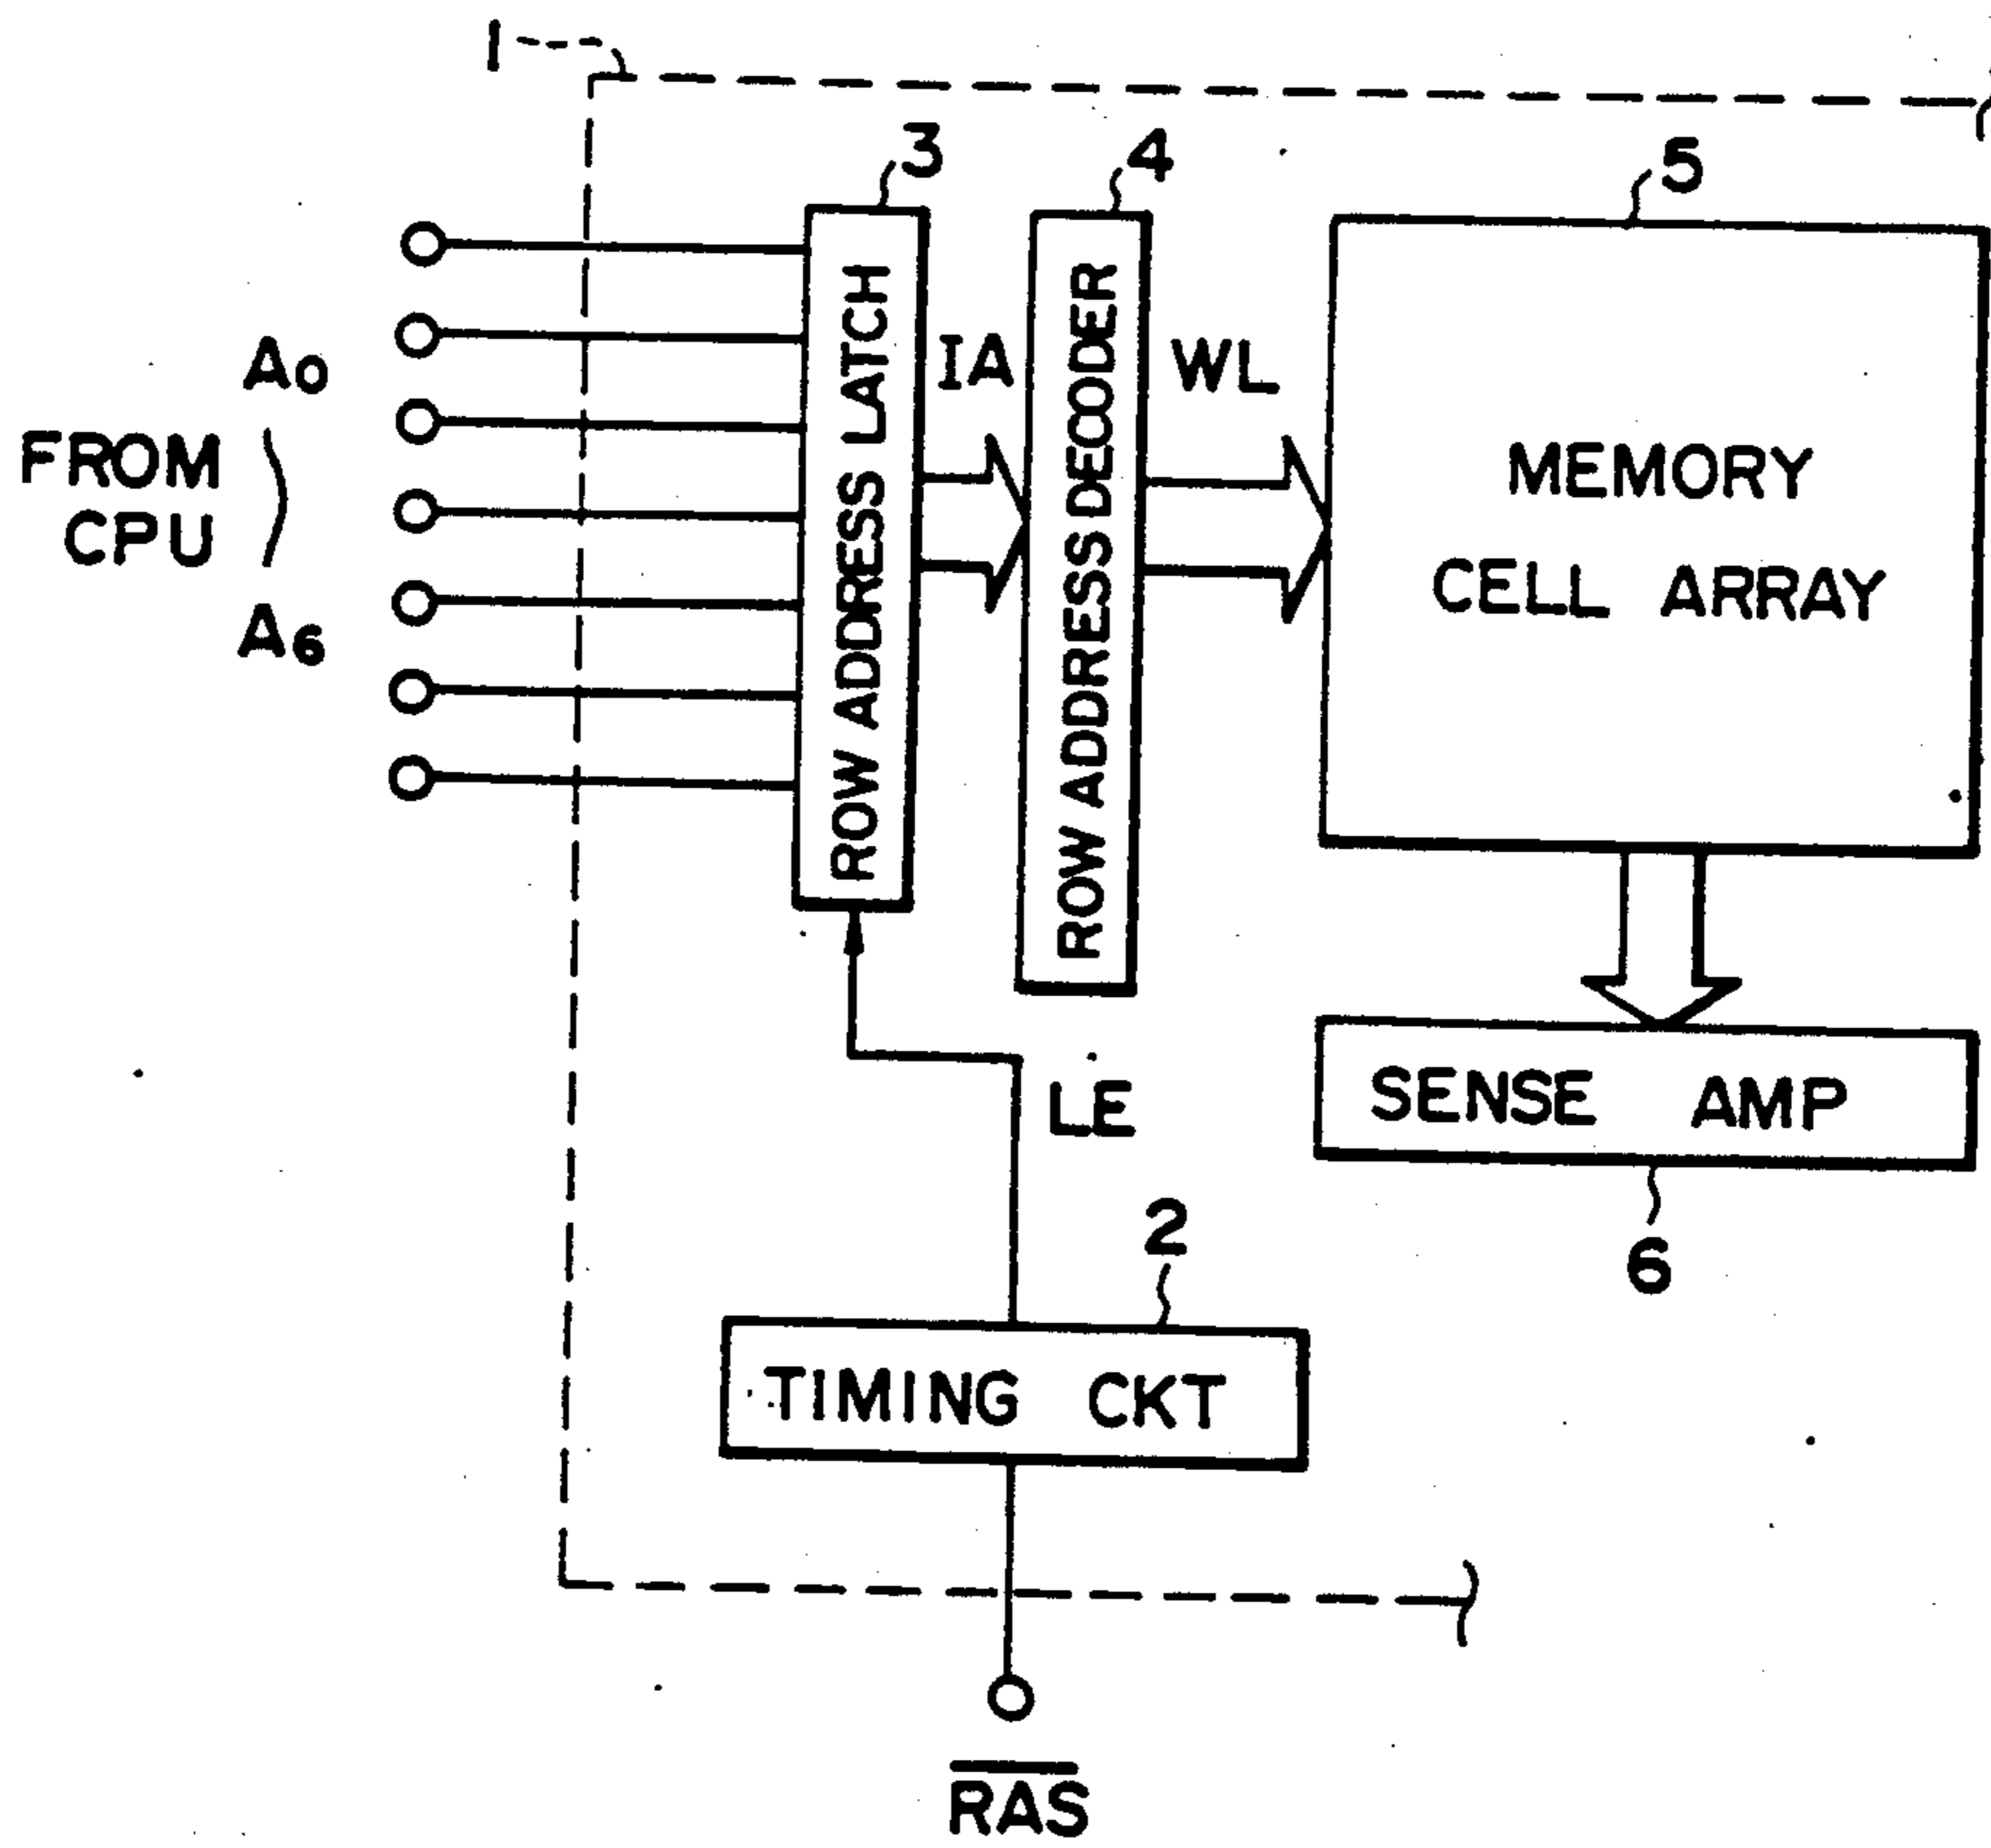 1
3
4
5
A0
FROM
CPU
A6
ROW ADDRESS LATCH
IA
ROW ADDRESS DECODER
WL
MEMORY
CELL ARRAY
LE
SENSE AMP
6
2
TIMING CKT
R̅A̅S̅